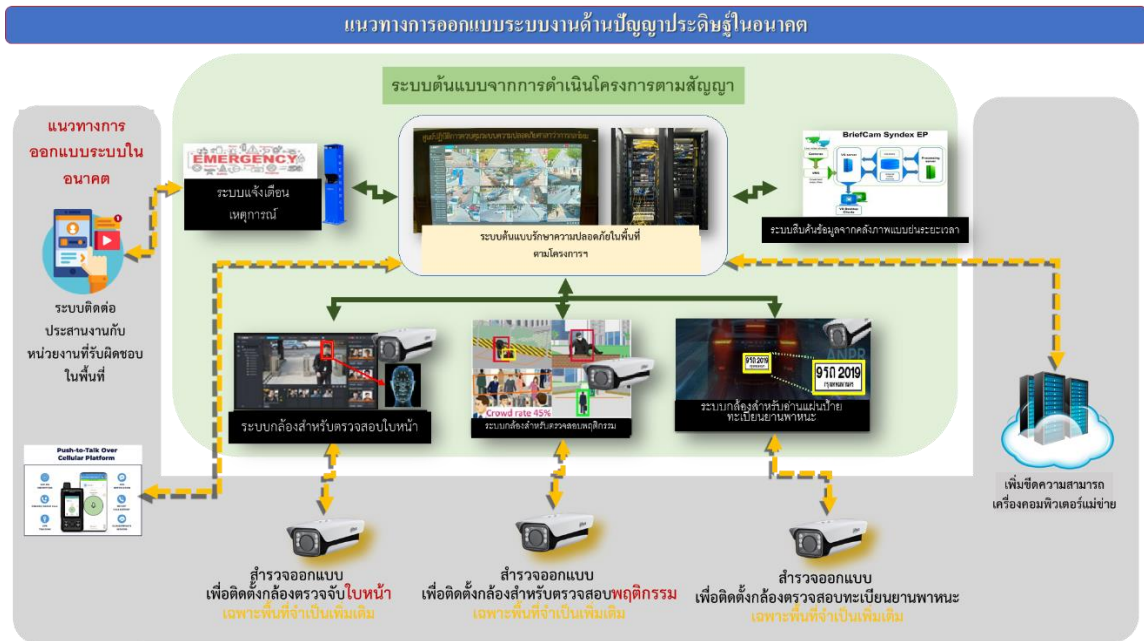 แนวทางการออกแบบระบบงานด้านปัญญาประดิษฐ์ในอนาคต
ระบบต้นแบบจากการดำเนินโครงการตามสัญญา
แนวทางการ
ออกแบบระบบใน
อนาคต
EMERGENCY
ระบบแจ้งเตือน
เหตุการณ์
ระบบต้นแบบรักษาความปลอดภัยในพื้นที่
ตามโครงการฯ
BriefCam Syndex EP
ระบบสืบค้นข้อมูลจากคลังภาพแบบย่นระยะเวลา
ระบบติดต่อ
ประสานงานกับ
หน่วยงานที่รับผิดชอบ
ในพื้นที่
ระบบกล้องสำหรับตรวจสอบใบหน้า
Crowd rate 45%
ระบบกล้องสำหรับตรวจสอบพฤติกรรม
ANPR
9รถ 2019
9รถ 2019
กรุงเทพมหานคร
ระบบกล้องสำหรับอ่านแผ่นป้าย
ทะเบียนยานพาหนะ
Push-to-Talk Over
Cellular Platform
เพิ่มขีดความสามารถ
เครื่องคอมพิวเตอร์แม่ข่าย
สำรวจออกแบบ
เพื่อติดตั้งกล้องตรวจจับใบหน้า
เฉพาะพื้นที่จำเป็นเพิ่มเติม
สำรวจออกแบบ
เพื่อติดตั้งกล้องสำหรับตรวจสอบพฤติกรรม
เฉพาะพื้นที่จำเป็นเพิ่มเติม
สำรวจออกแบบ
เพื่อติดตั้งกล้องตรวจสอบทะเบียนยานพาหนะ
เฉพาะพื้นที่จำเป็นเพิ่มเติม